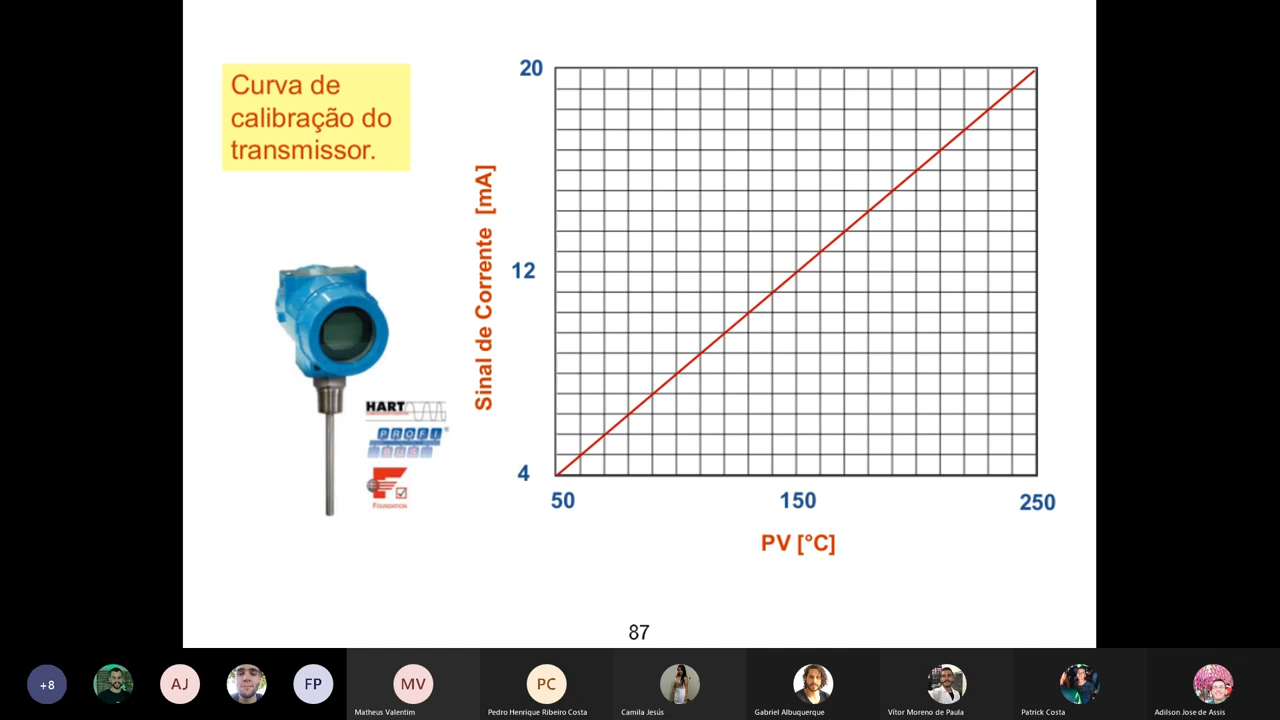 Curva de
calibração do
transmissor.
20
12
4
Sinal de Corrente [mA]
50
150
250
PV [°C]
HART
PROFI
BUS
FOUNDATION
87
+8
AJ
FP
MV
PC
Matheus Valentim
Pedro Henrique Ribeiro Costa
Camila Jesús
Gabriel Albuquerque
Vítor Moreno de Paula
Patrick Costa
Adilson Jose de Assis